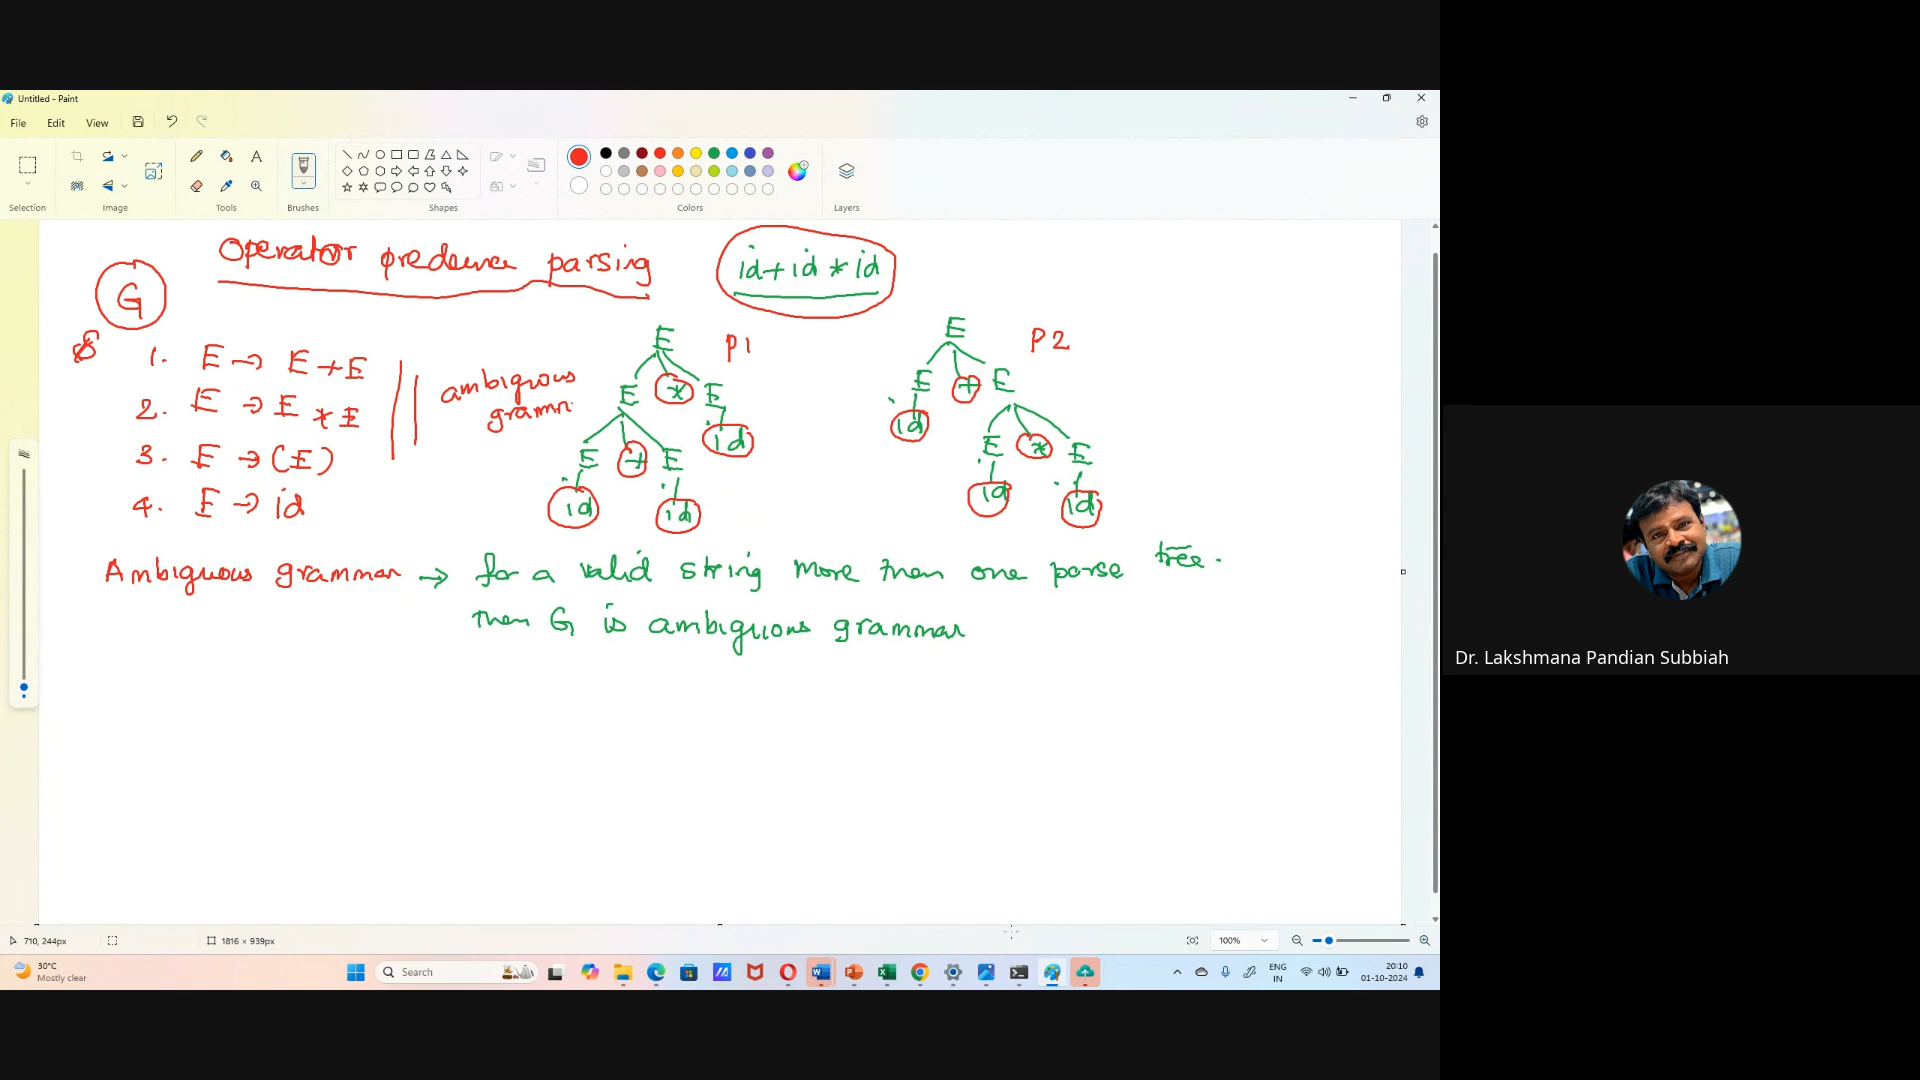 Untitled - Paint
File Edit View
Selection Image Tools Brushes Shapes Colors Layers
Operator predence parsing
id+id * id
G
1. E → E + E
2. E → E * E
3. E → (E)
4. E → id
ambiguous
gramm
P1
E
E * E
E + E id
id id
P2
E
E + E
id E * E
id id
Ambiguous grammar → for a valid string more then one parse tree.
then G is ambiguous grammar
Dr. Lakshmana Pandian Subbiah
710, 244px
1816 × 939px
100%
30°C
Mostly clear
Search
ENG
IN
20:10
01-10-2024